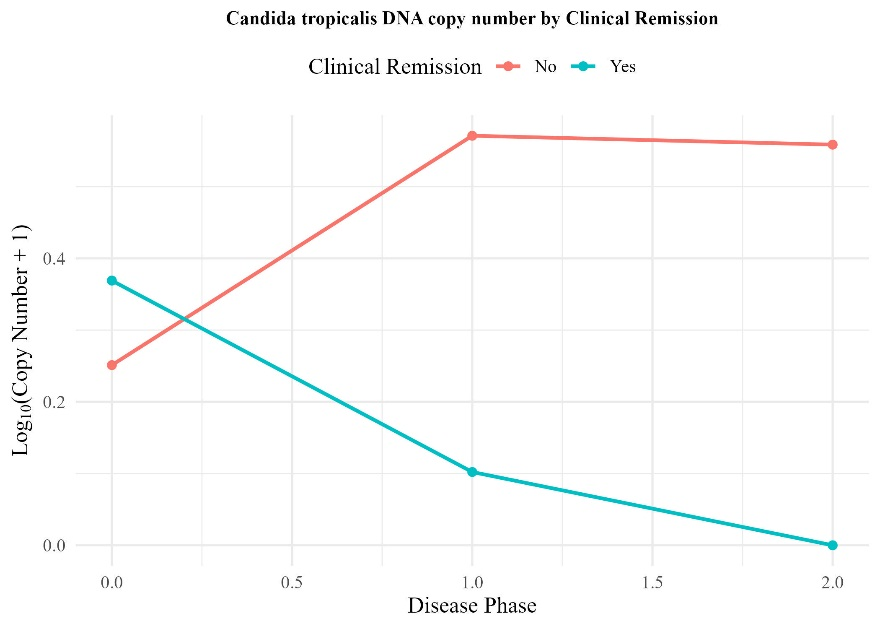 Candida tropicalis DNA copy number by Clinical Remission
Clinical Remission No Yes
Log10(Copy Number + 1)
0.4
0.2
0.0
0.0 0.5 1.0 1.5 2.0
Disease Phase